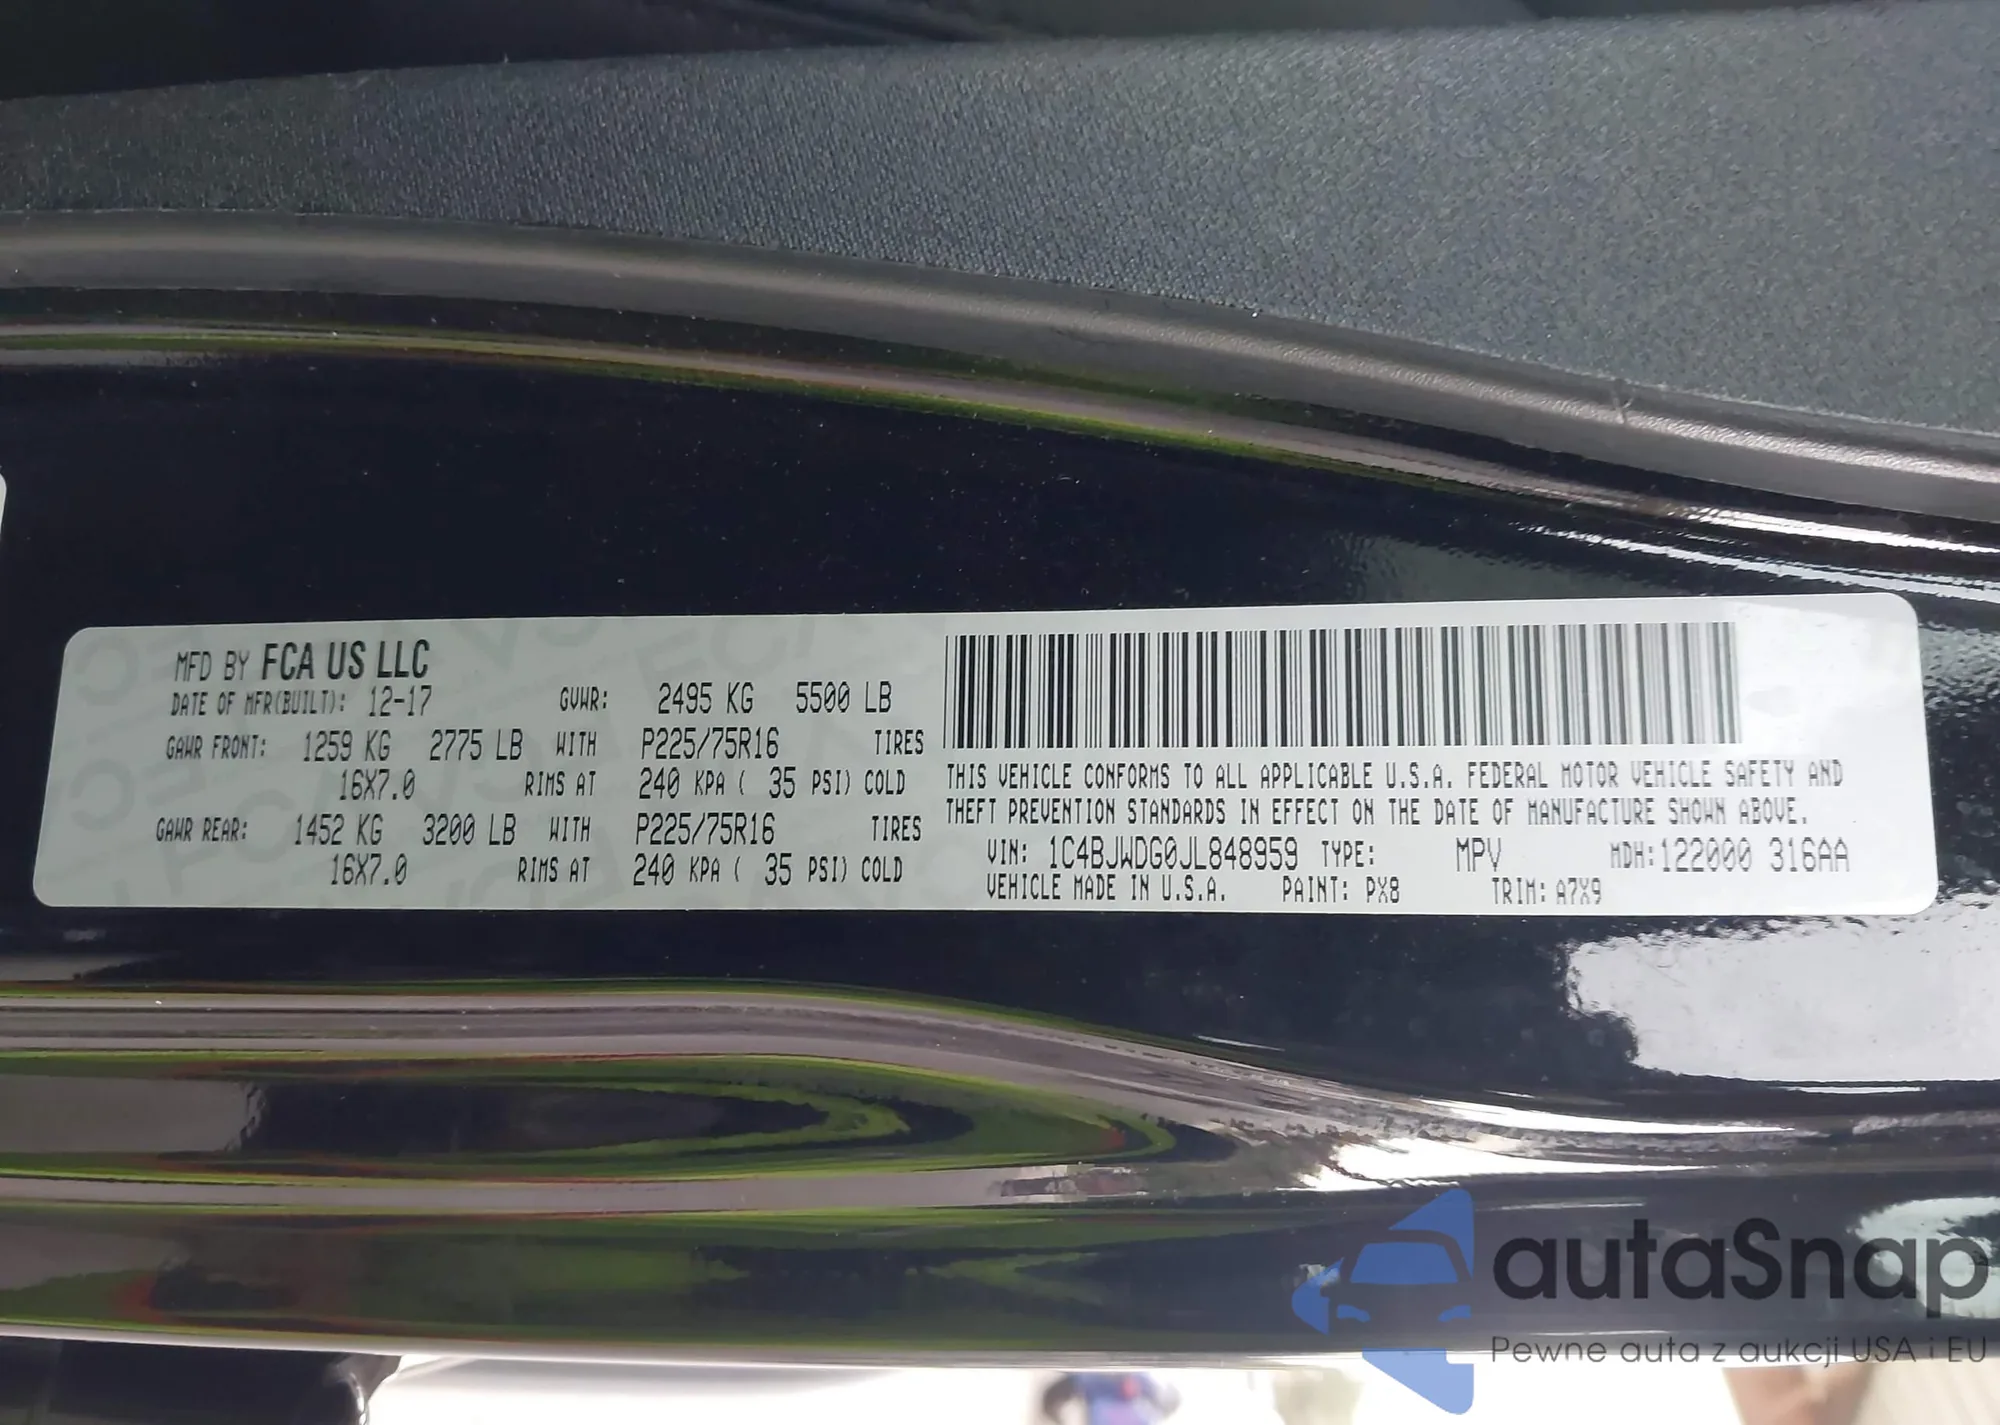 MFD BY FCA US LLC
DATE OF MFR(BUILT): 12-17 GVWR: 2495 KG 5500 LB
GAWR FRONT: 1259 KG 2775 LB WITH P225/75R16 TIRES
16X7.0 RIMS AT 240 KPA ( 35 PSI) COLD
GAWR REAR: 1452 KG 3200 LB WITH P225/75R16 TIRES
16X7.0 RIMS AT 240 KPA ( 35 PSI) COLD
THIS VEHICLE CONFORMS TO ALL APPLICABLE U.S.A. FEDERAL MOTOR VEHICLE SAFETY AND
THEFT PREVENTION STANDARDS IN EFFECT ON THE DATE OF MANUFACTURE SHOWN ABOVE.
VIN: 1C4BJWDG0JL848959 TYPE: MPV MDH:122000 316AA
VEHICLE MADE IN U.S.A. PAINT: PX8 TRIM: A7X9
autaSnap
Pewne auta z aukcji USA i EU